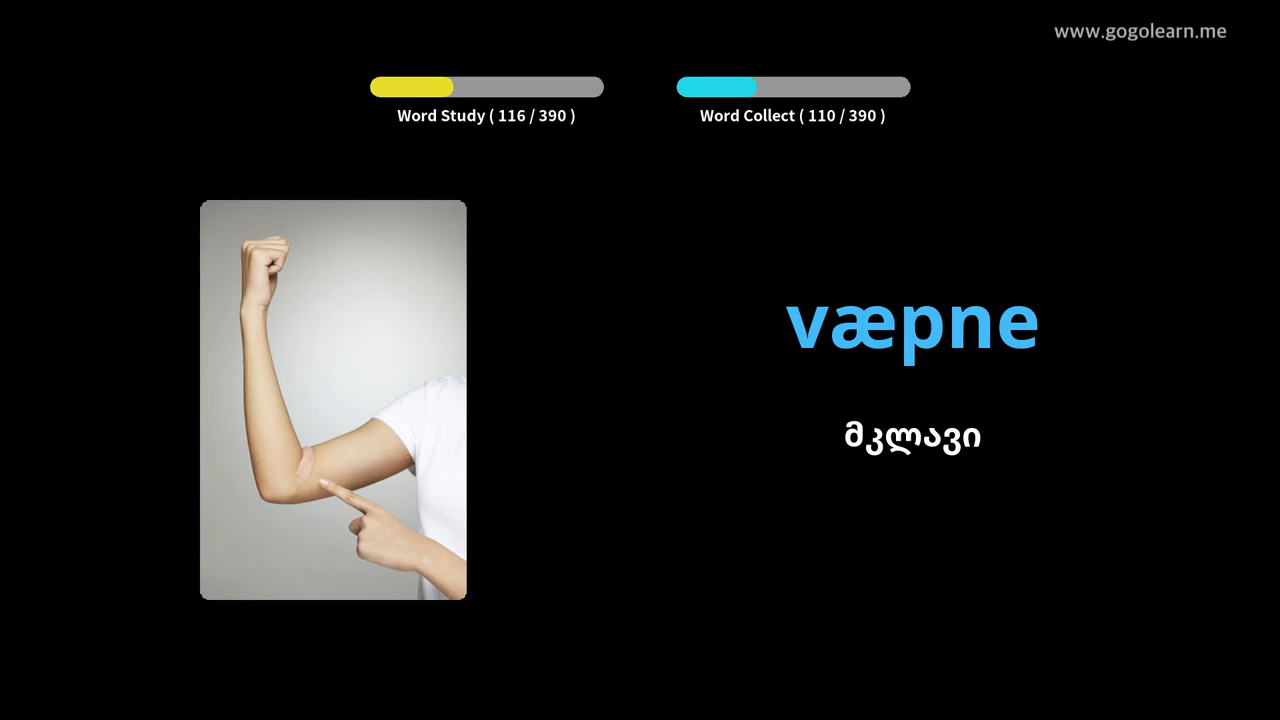 www.gogolearn.me
Word Study ( 116 / 390 )
Word Collect ( 110 / 390 )
væpne
მკლავი